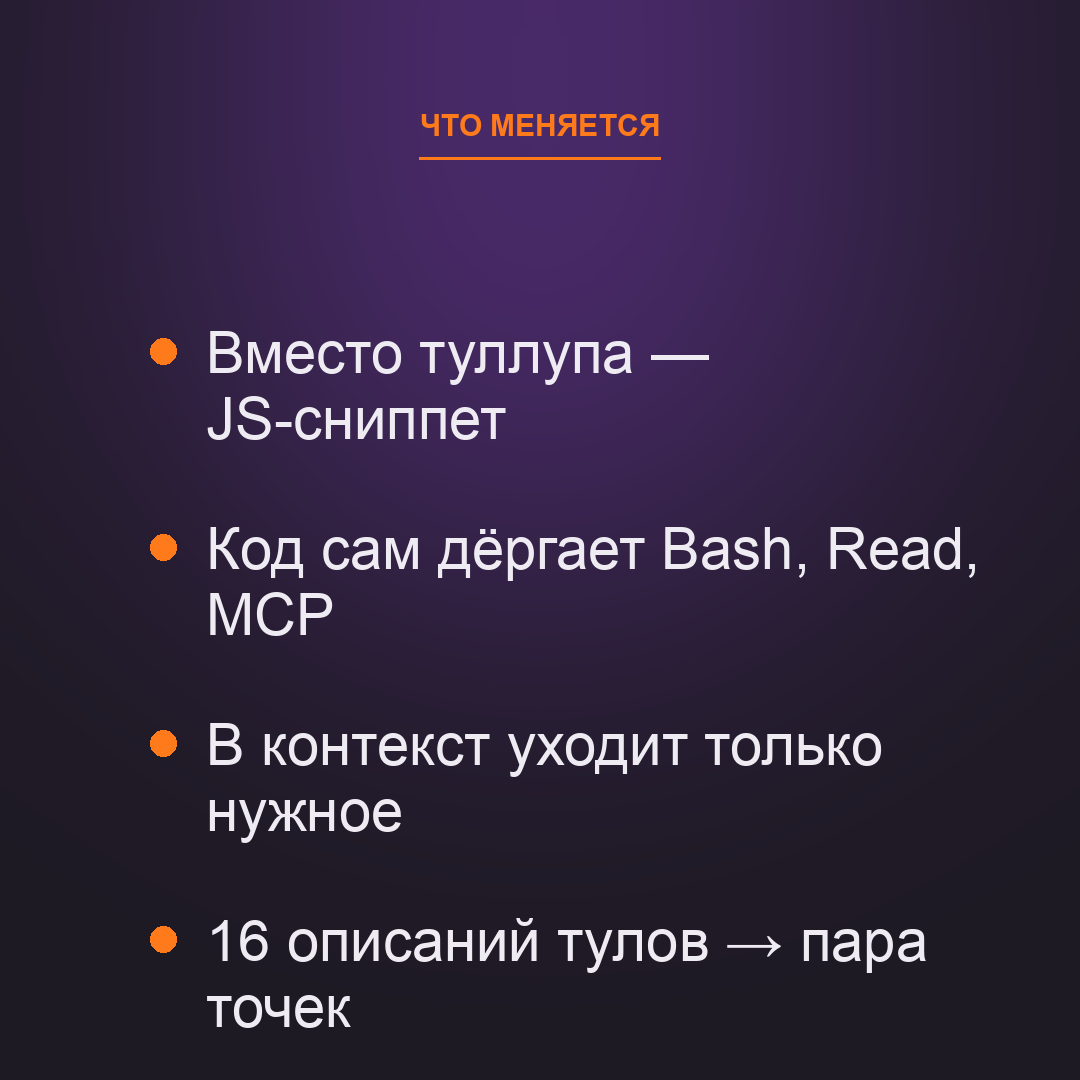 ЧТО МЕНЯЕТСЯ
Вместо туллупа —
JS-сниппет
Код сам дёргает Bash, Read,
MCP
В контекст уходит только
нужное
16 описаний тулов → пара
точек